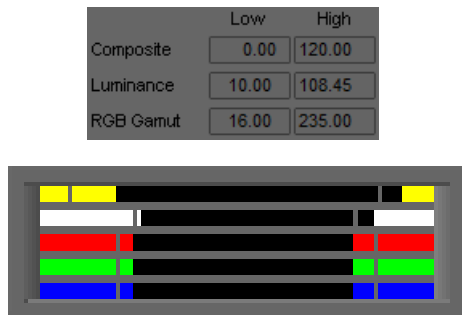 Low High
Composite 0.00 120.00
Luminance 10.00 108.45
RGB Gamut 16.00 235.00